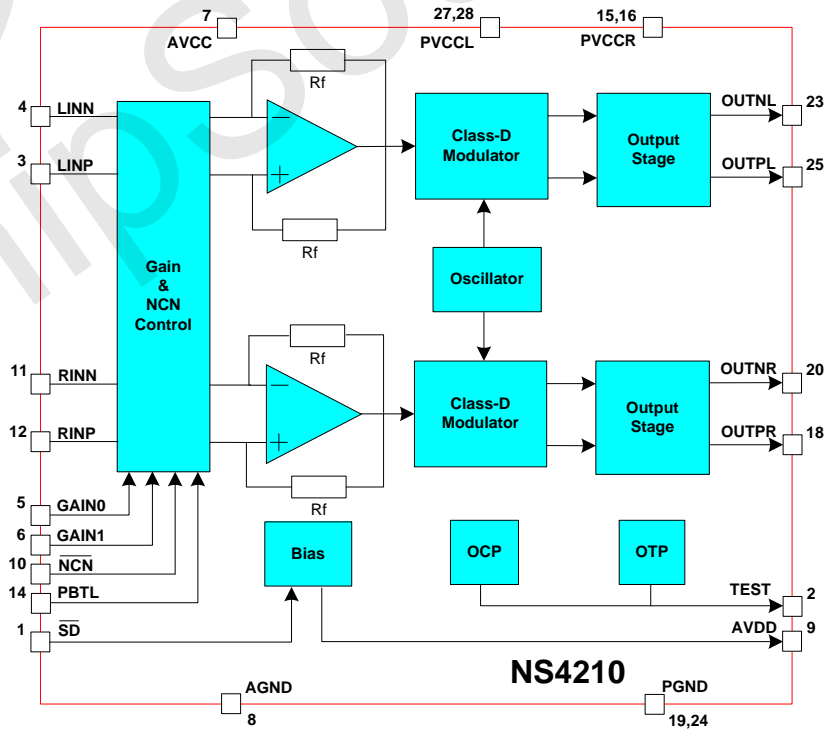 7
AVCC
27,28
PVCCL
15,16
PVCCR
Rf
4 LINN
3 LINP
Class-D
Modulator
Output
Stage
OUTNL 23
OUTPL 25
Rf
Gain
&
NCN
Control
Oscillator
Rf
11 RINN
12 RINP
Class-D
Modulator
Output
Stage
OUTNR 20
OUTPR 18
Rf
5 GAIN0
6 GAIN1
10 NCN
14 PBTL
1 SD
Bias
OCP
OTP
TEST 2
AVDD 9
NS4210
AGND
8
PGND
19,24